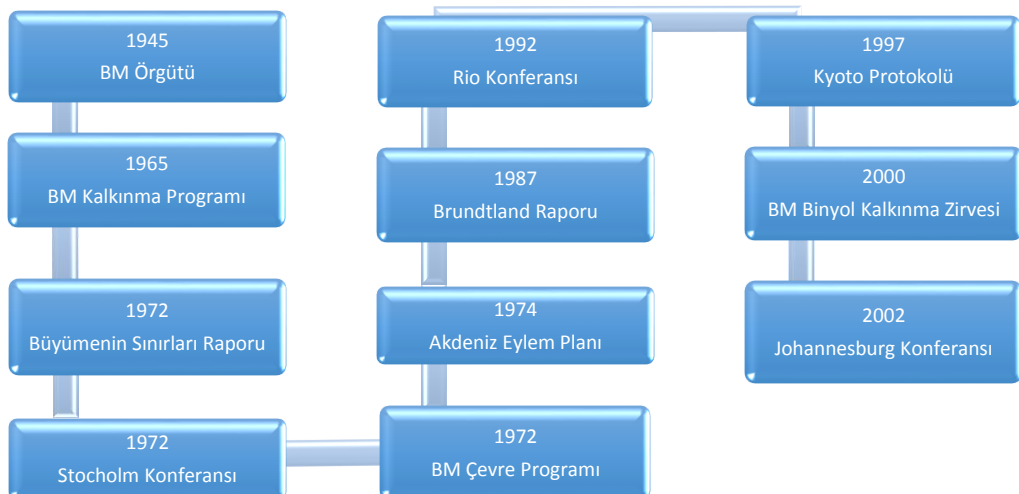 1945
BM Örgütü
1965
BM Kalkınma Programı
1972
Büyümenin Sınırları Raporu
1972
Stocholm Konferansı
1972
BM Çevre Programı
1974
Akdeniz Eylem Planı
1987
Brundtland Raporu
1992
Rio Konferansı
1997
Kyoto Protokolü
2000
BM Binyol Kalkınma Zirvesi
2002
Johannesburg Konferansı